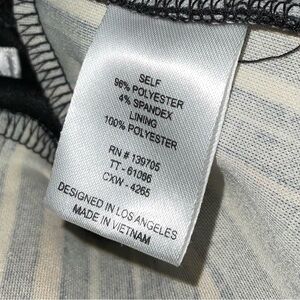 SELF
96% POLYESTER
4% SPANDEX
LINING
100% POLYESTER
RN # 139705
TT - 61066
CXW - 4265
DESIGNED IN LOS ANGELES
MADE IN VIETNAM